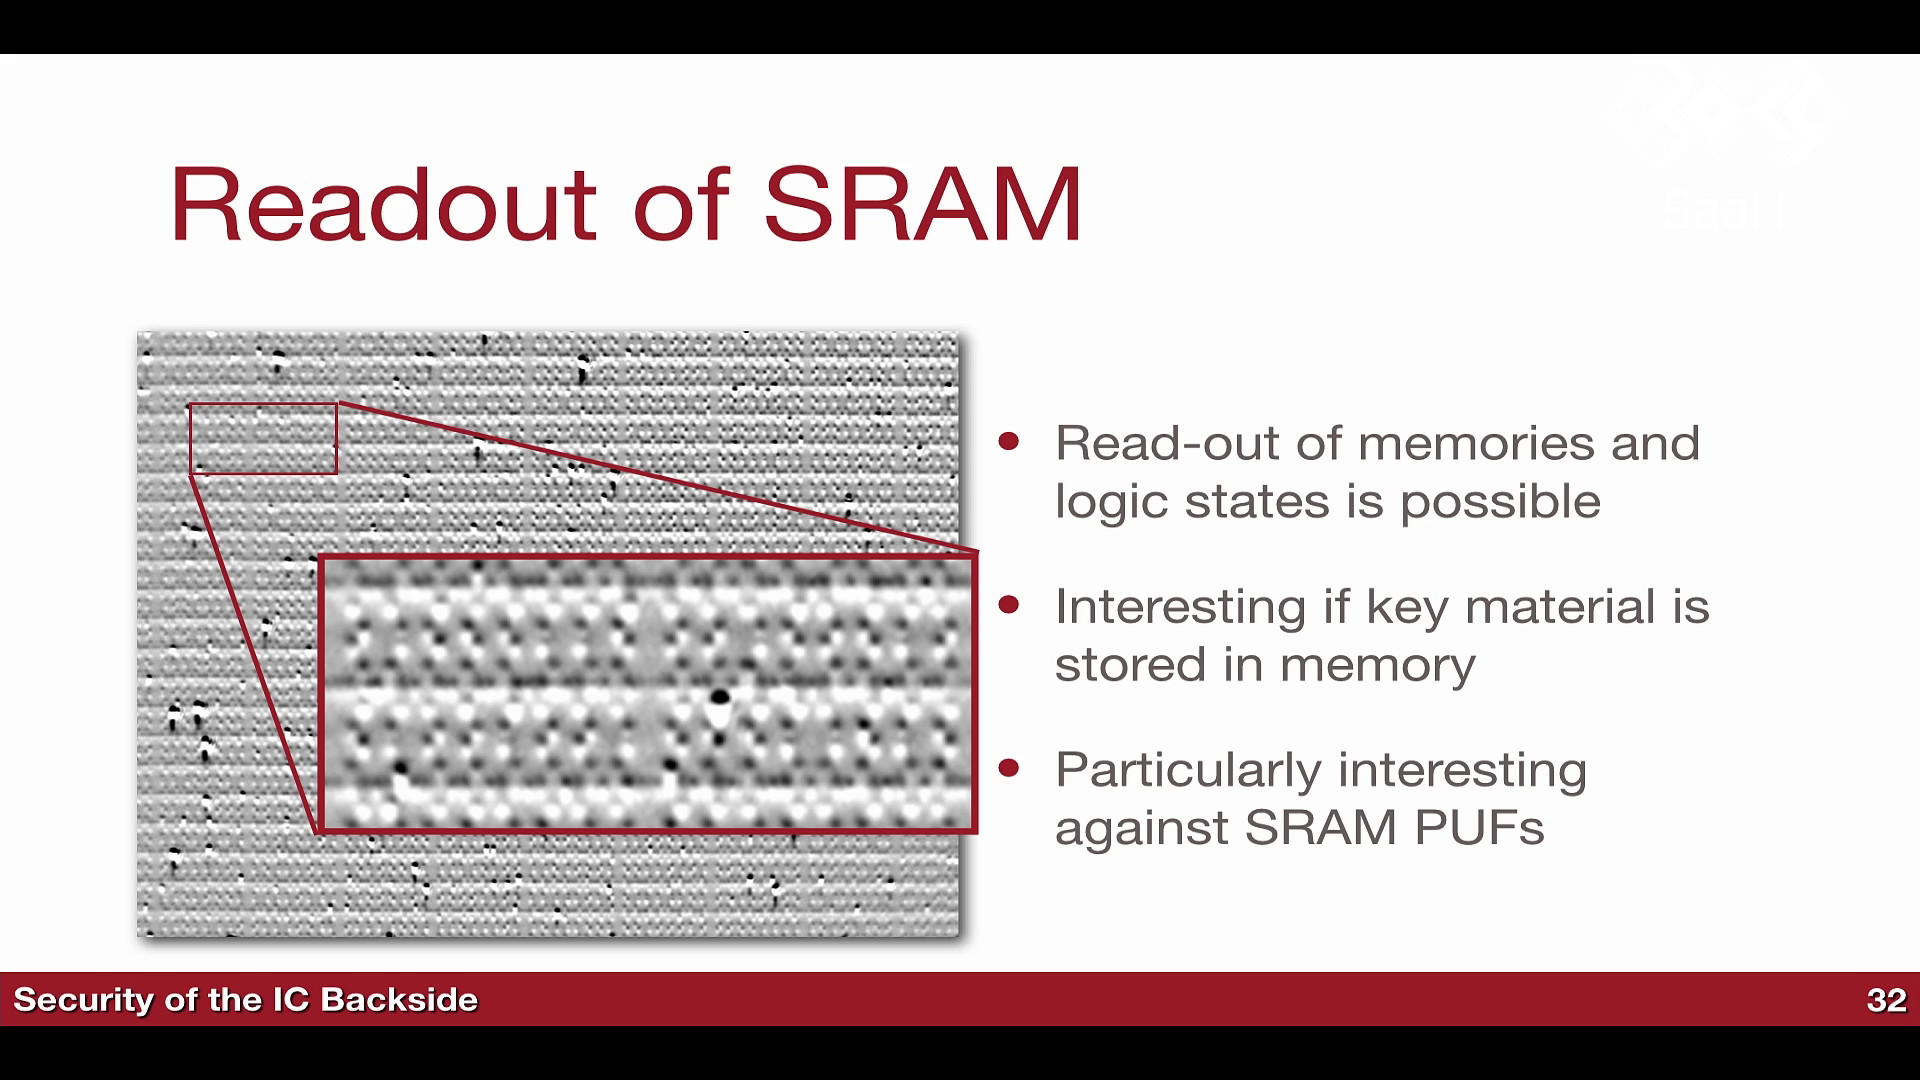 Readout of SRAM
• Read-out of memories and
logic states is possible
• Interesting if key material is
stored in memory
• Particularly interesting
against SRAM PUFs
Security of the IC Backside
32